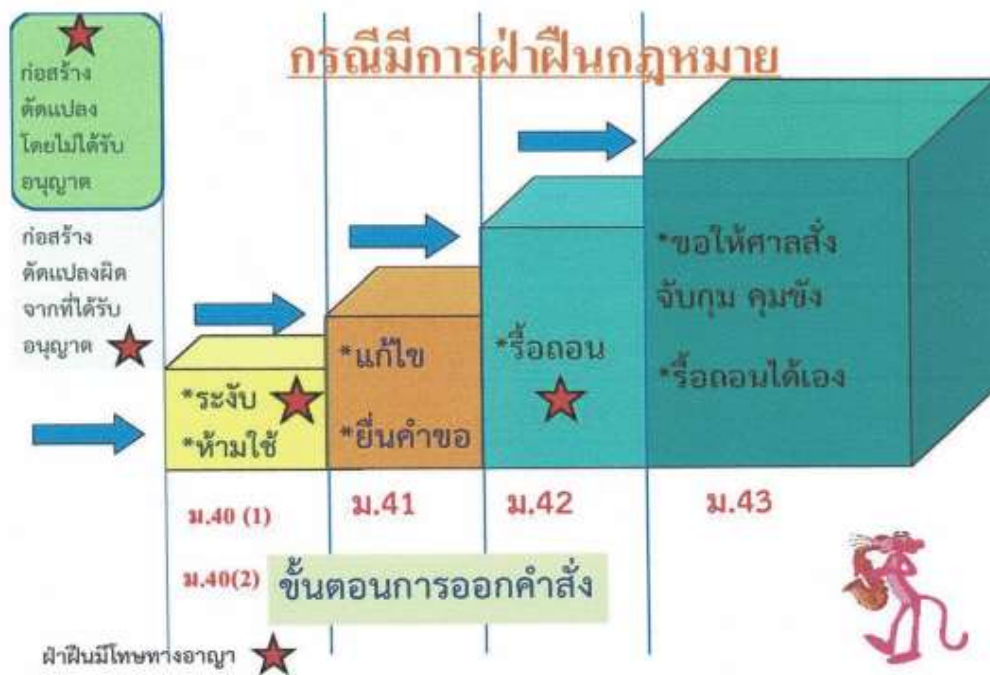 กรณีมีการฝ่าฝืนกฎหมาย
ก่อสร้าง
ดัดแปลง
โดยไม่ได้รับ
อนุญาต
ก่อสร้าง
ดัดแปลงผิด
จากที่ได้รับ
อนุญาต
*ระงับ
*ห้ามใช้
*แก้ไข
*ยื่นคำขอ
*รื้อถอน
*ขอให้ศาลสั่ง
จับกุม คุมขัง
*รื้อถอนได้เอง
ม.40 (1)
ม.40(2)
ม.41
ม.42
ม.43
ขั้นตอนการออกคำสั่ง
ฝ่าฝืนมีโทษทางอาญา